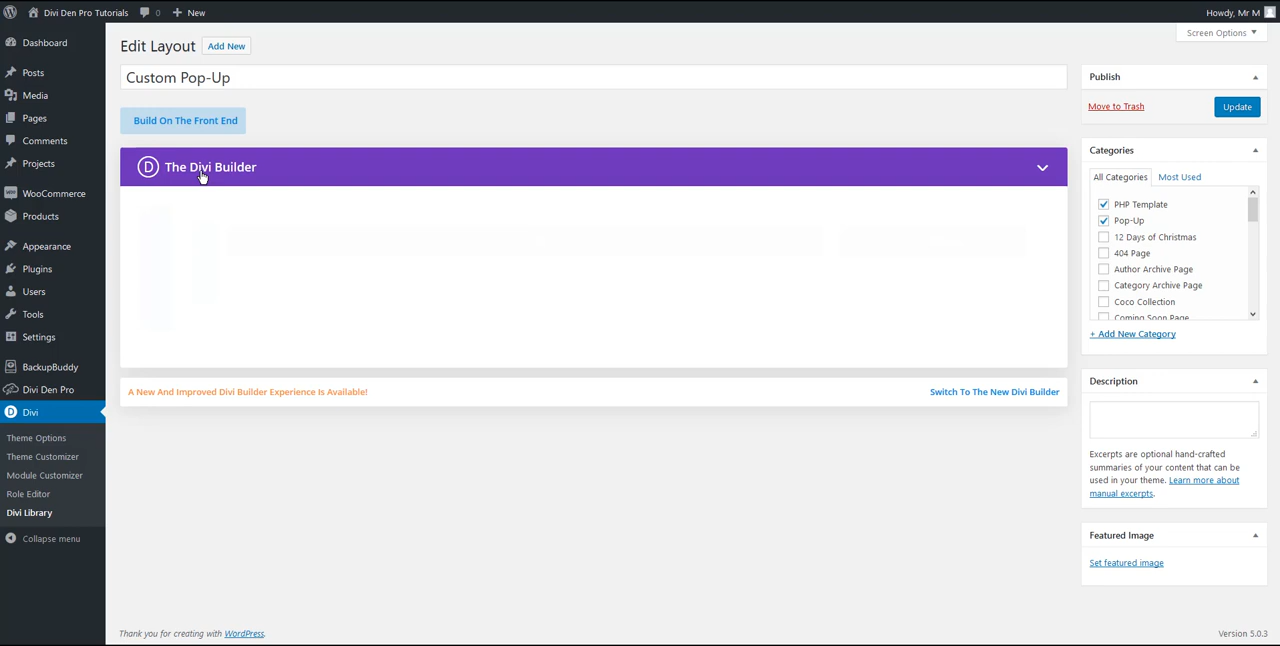 Divi Den Pro Tutorials
0
New
Howdy, Mr M
Dashboard
Posts
Media
Pages
Comments
Projects
WooCommerce
Products
Appearance
Plugins
Users
Tools
Settings
BackupBuddy
Divi Den Pro
Divi
Theme Options
Theme Customizer
Module Customizer
Role Editor
Divi Library
Collapse menu
Screen Options
Edit Layout
Add New
Custom Pop-Up
Build On The Front End
D The Divi Builder
A New And Improved Divi Builder Experience Is Available!
Switch To The New Divi Builder
Publish
Move to Trash
Update
Categories
All Categories
Most Used
PHP Template
Pop-Up
12 Days of Christmas
404 Page
Author Archive Page
Category Archive Page
Coco Collection
Coming Soon Page
+ Add New Category
Description
Excerpts are optional hand-crafted
summaries of your content that can be
used in your theme. Learn more about
manual excerpts.
Featured Image
Set featured image
Thank you for creating with WordPress.
Version 5.0.3